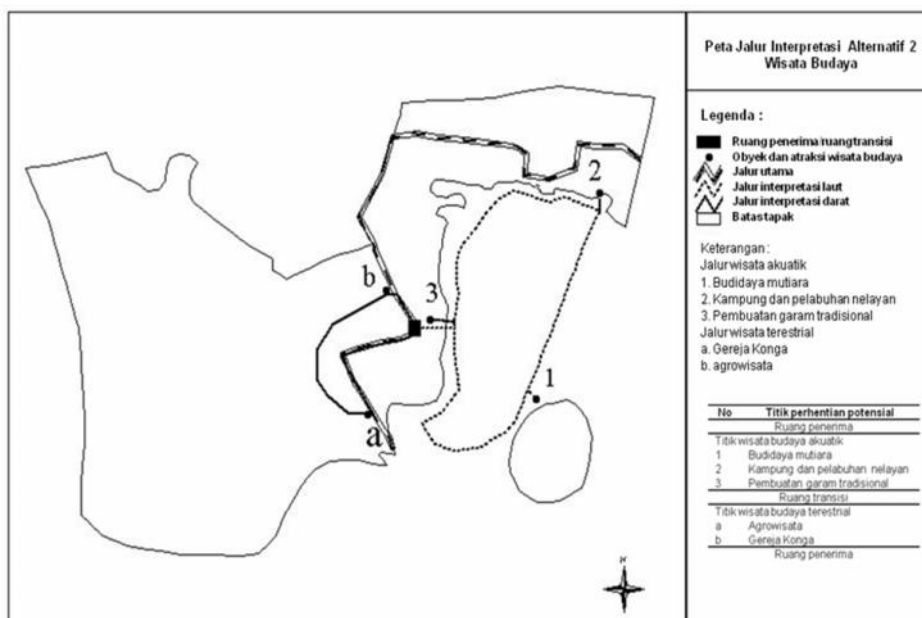 Peta Jalur Interpretasi Alternatif 2
Wisata Budaya
Legenda :
Ruang penerima/ruang transisi
Obyek dan atraksi wisata budaya
Jalur utama
Jalur interpretasi laut
Jalur interpretasi darat
Batas tapak
Keterangan :
Jalur wisata akuatik
1. Budidaya mutiara
2. Kampung dan pelabuhan nelayan
3. Pembuatan garam tradisional
Jalur wisata terestrial
a. Gereja Konga
b. agrowisata
No Titik perhentian potensial
Ruang penerima
Titik wisata budaya akuatik
1 Budidaya mutiara
2 Kampung dan pelabuhan nelayan
3 Pembuatan garam tradisional
Ruang transisi
Titik wisata budaya terestrial
a Agrowisata
b Gereja Konga
Ruang penerima
2
b
3
1
a
N